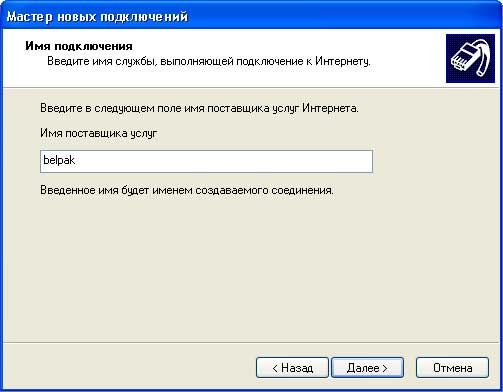 Мастер новых подключений
Имя подключения
Введите имя службы, выполняющей подключение к Интернету.
Введите в следующем поле имя поставщика услуг Интернета.
Имя поставщика услуг
belpak
Введенное имя будет именем создаваемого соединения.
< Назад Далее > Отмена